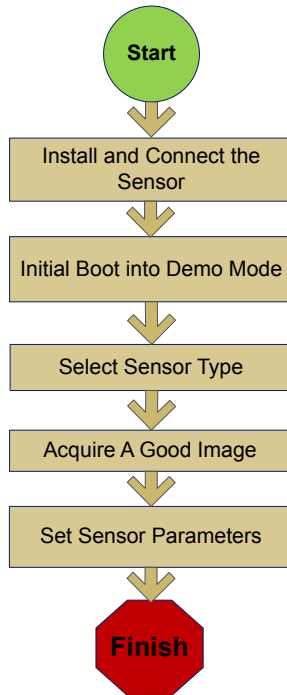 Start
Install and Connect the
Sensor
Initial Boot into Demo Mode
Select Sensor Type
Acquire A Good Image
Set Sensor Parameters
Finish